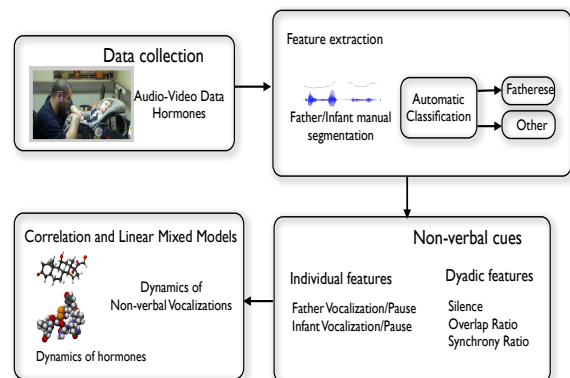 Data collection
Audio-Video Data
Hormones
Feature extraction
Father/Infant manual
segmentation
Automatic
Classification
Fatherese
Other
Non-verbal cues
Individual features
Father Vocalization/Pause
Infant Vocalization/Pause
Dyadic features
Silence
Overlap Ratio
Synchrony Ratio
Correlation and Linear Mixed Models
Dynamics of
Non-verbal Vocalizations
Dynamics of hormones